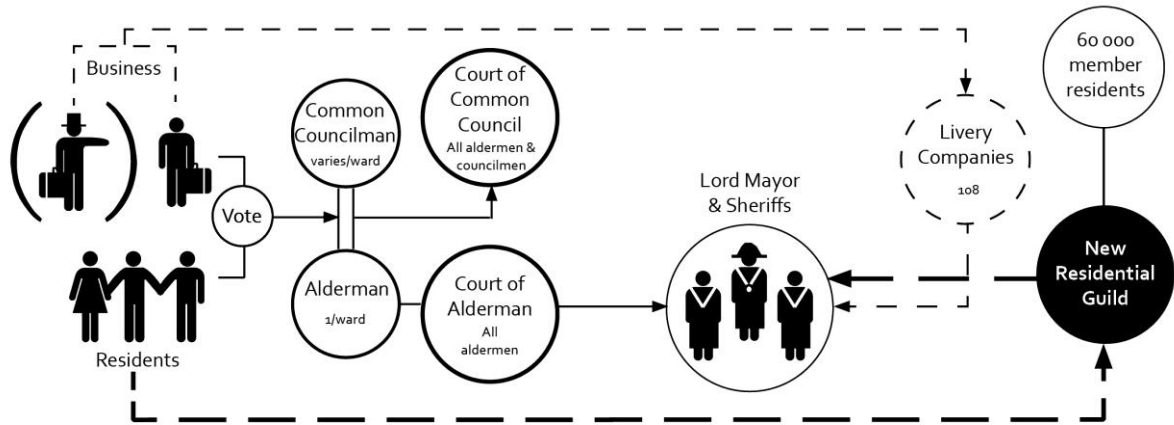 Business
Residents
Vote
Common
Councilman
varies/ward
Alderman
1/ward
Court of
Common
Council
All aldermen &
councilmen
Court of
Alderman
All
aldermen
Lord Mayor
& Sheriffs
Livery
Companies
108
60 000
member
residents
New
Residential
Guild